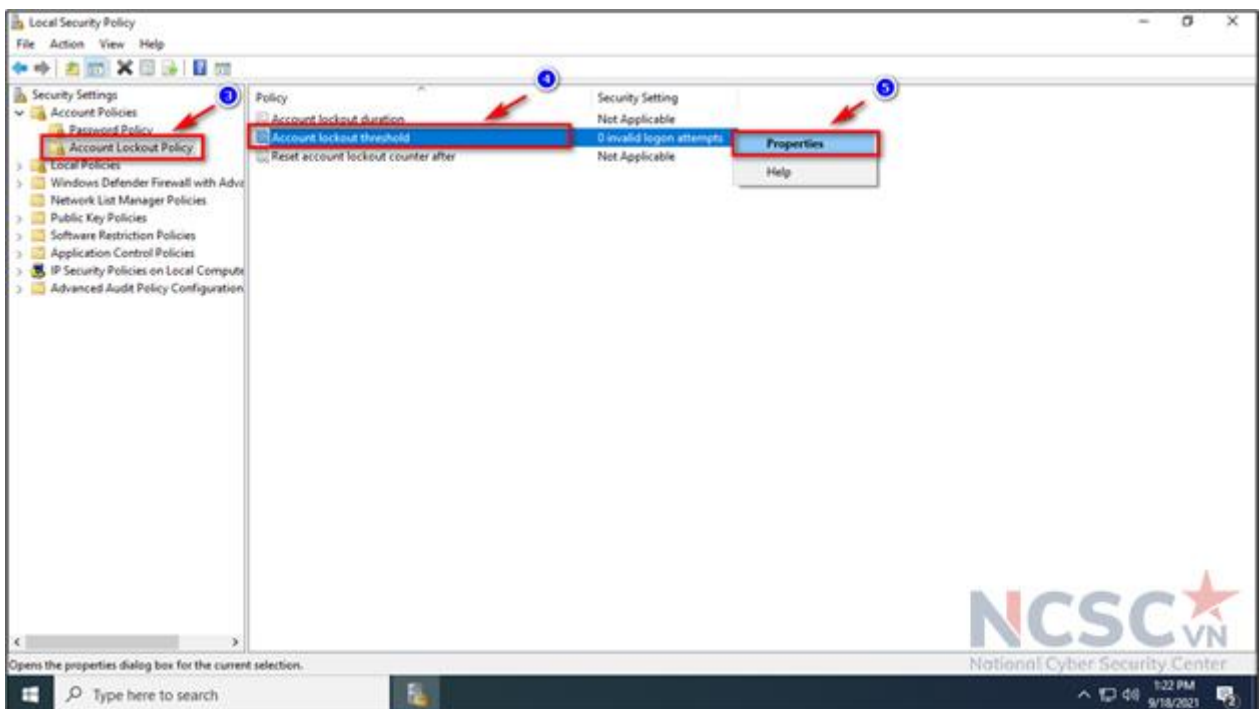 Local Security Policy
File Action View Help
Security Settings
Account Policies
Password Policy
Account Lockout Policy
Local Policies
Windows Defender Firewall with Adva
Network List Manager Policies
Public Key Policies
Software Restriction Policies
Application Control Policies
IP Security Policies on Local Compute
Advanced Audit Policy Configuration
3
4
5
Policy Security Setting
Account lockout duration Not Applicable
Account lockout threshold 0 invalid logon attempts
Reset account lockout counter after Not Applicable
Properties
Help
NCSC VN
National Cyber Security Center
Opens the properties dialog box for the current selection.
Type here to search
1:22 PM
9/18/2021
2